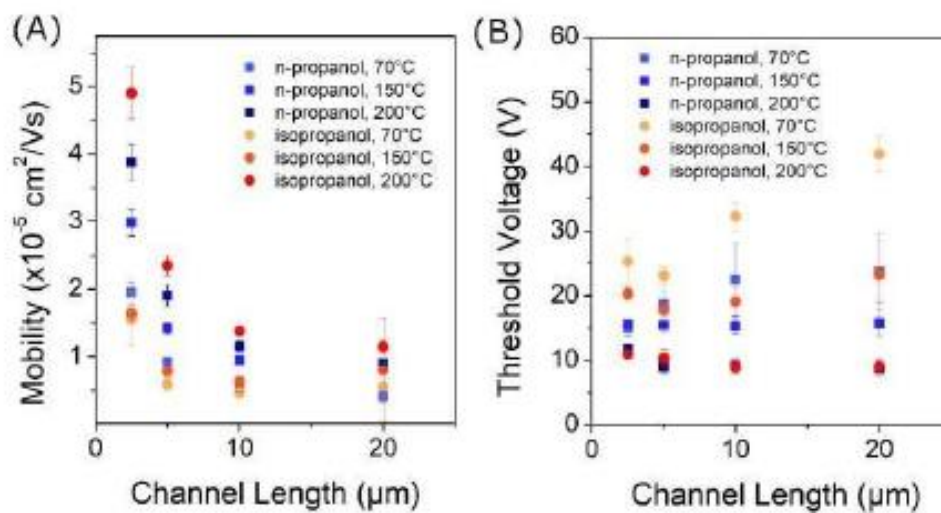 (A)
5
4
3
2
1
Mobility (x10⁻⁵ cm²/Vs)
n-propanol, 70°C
n-propanol, 150°C
n-propanol, 200°C
isopropanol, 70°C
isopropanol, 150°C
isopropanol, 200°C
0 10 20
Channel Length (µm)
(B)
60
50
40
30
20
10
0
Threshold Voltage (V)
n-propanol, 70°C
n-propanol, 150°C
n-propanol, 200°C
isopropanol, 70°C
isopropanol, 150°C
isopropanol, 200°C
0 10 20
Channel Length (µm)